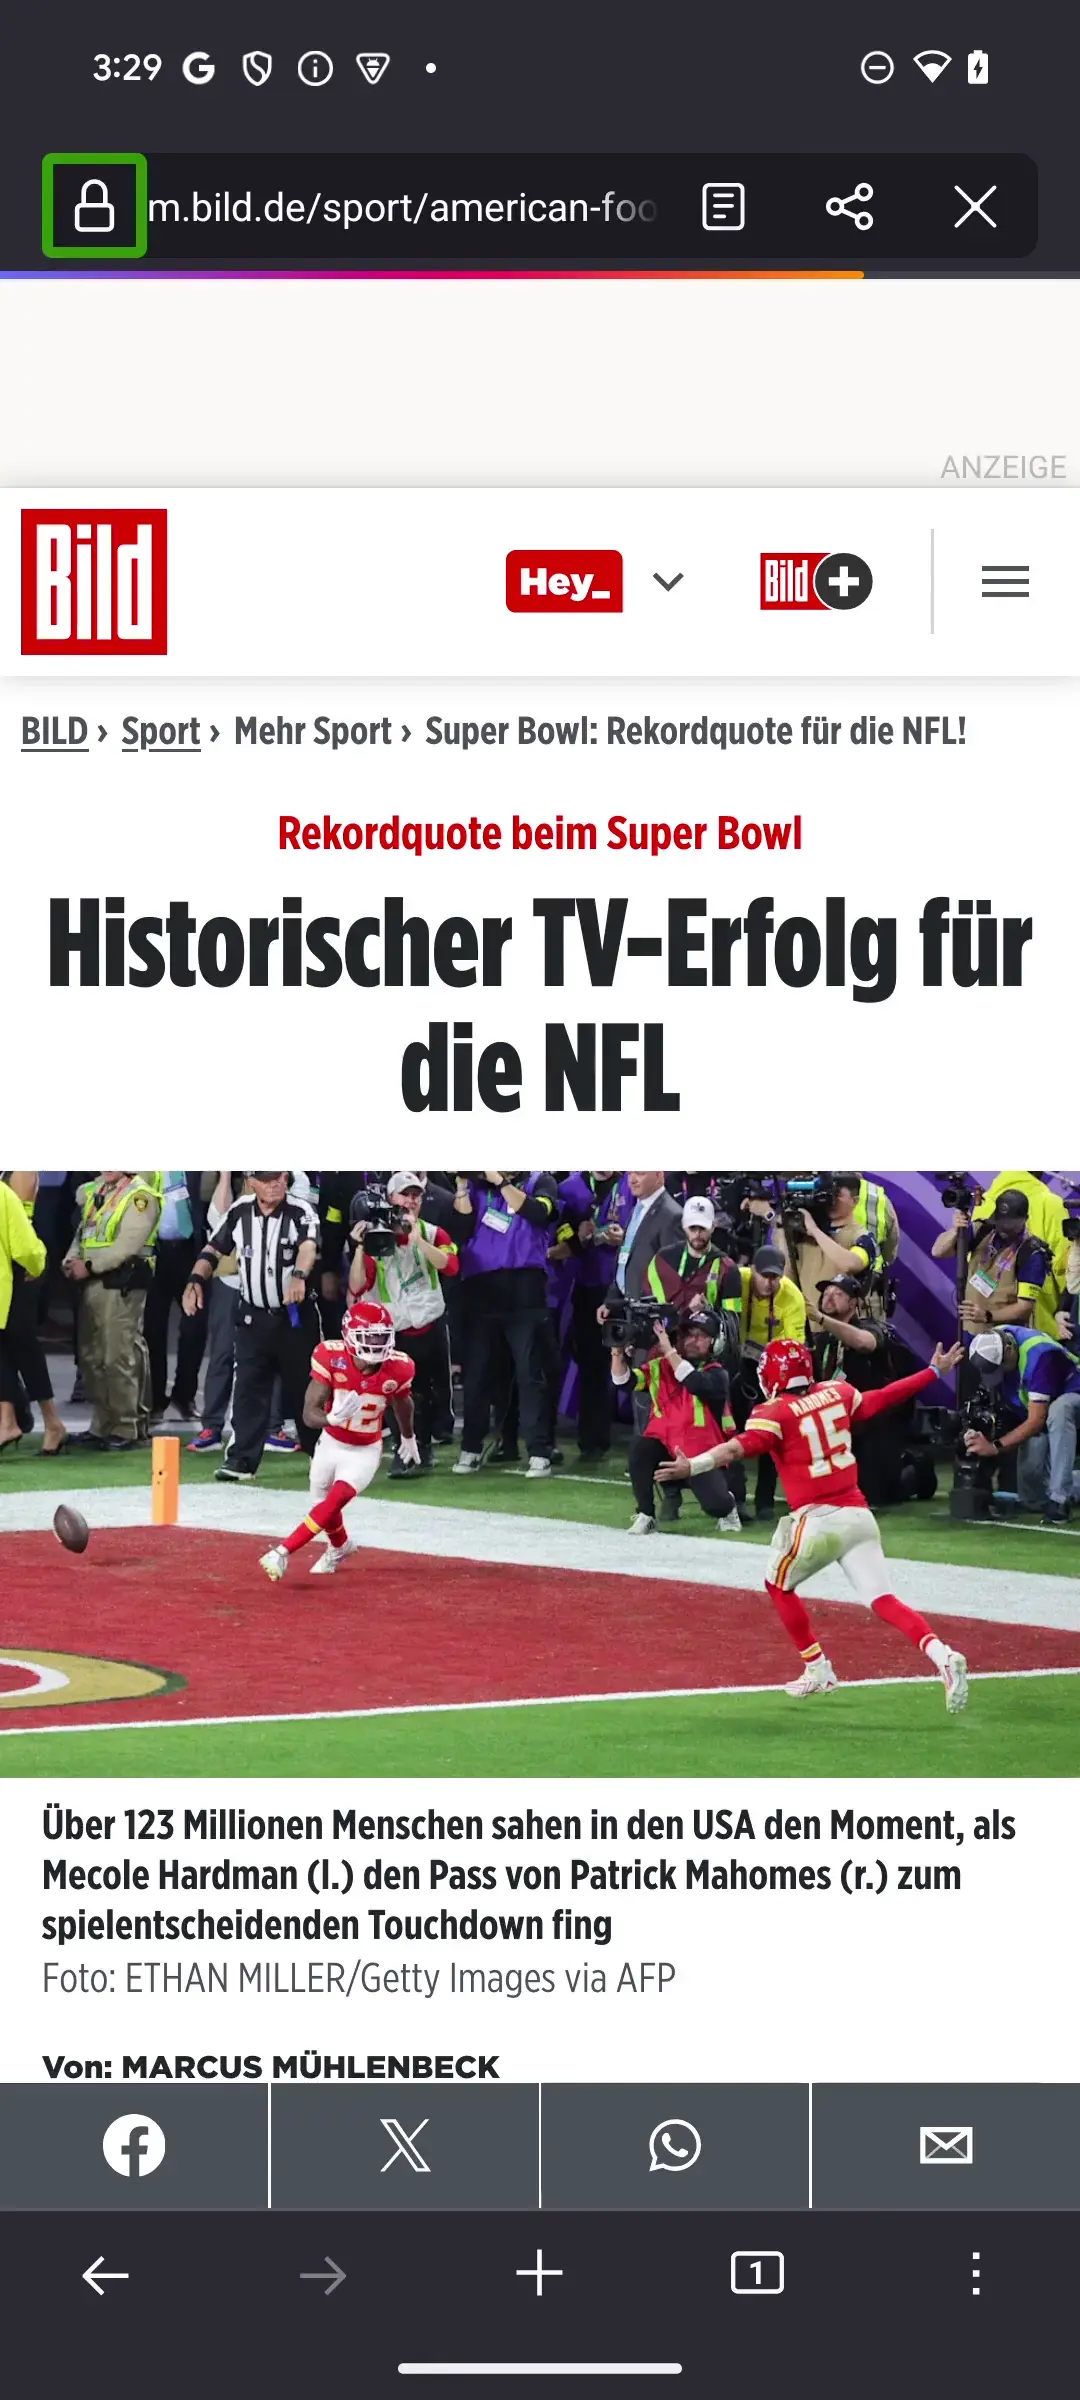 3:29
m.bild.de/sport/american-foo
ANZEIGE
Bild
Hey_
Bild +
BILD › Sport › Mehr Sport › Super Bowl: Rekordquote für die NFL!
Rekordquote beim Super Bowl
Historischer TV-Erfolg für
die NFL
MAHOMES
15
12
Über 123 Millionen Menschen sahen in den USA den Moment, als
Mecole Hardman (l.) den Pass von Patrick Mahomes (r.) zum
spielentscheidenden Touchdown fing
Foto: ETHAN MILLER/Getty Images via AFP
Von: MARCUS MÜHLENBECK
1